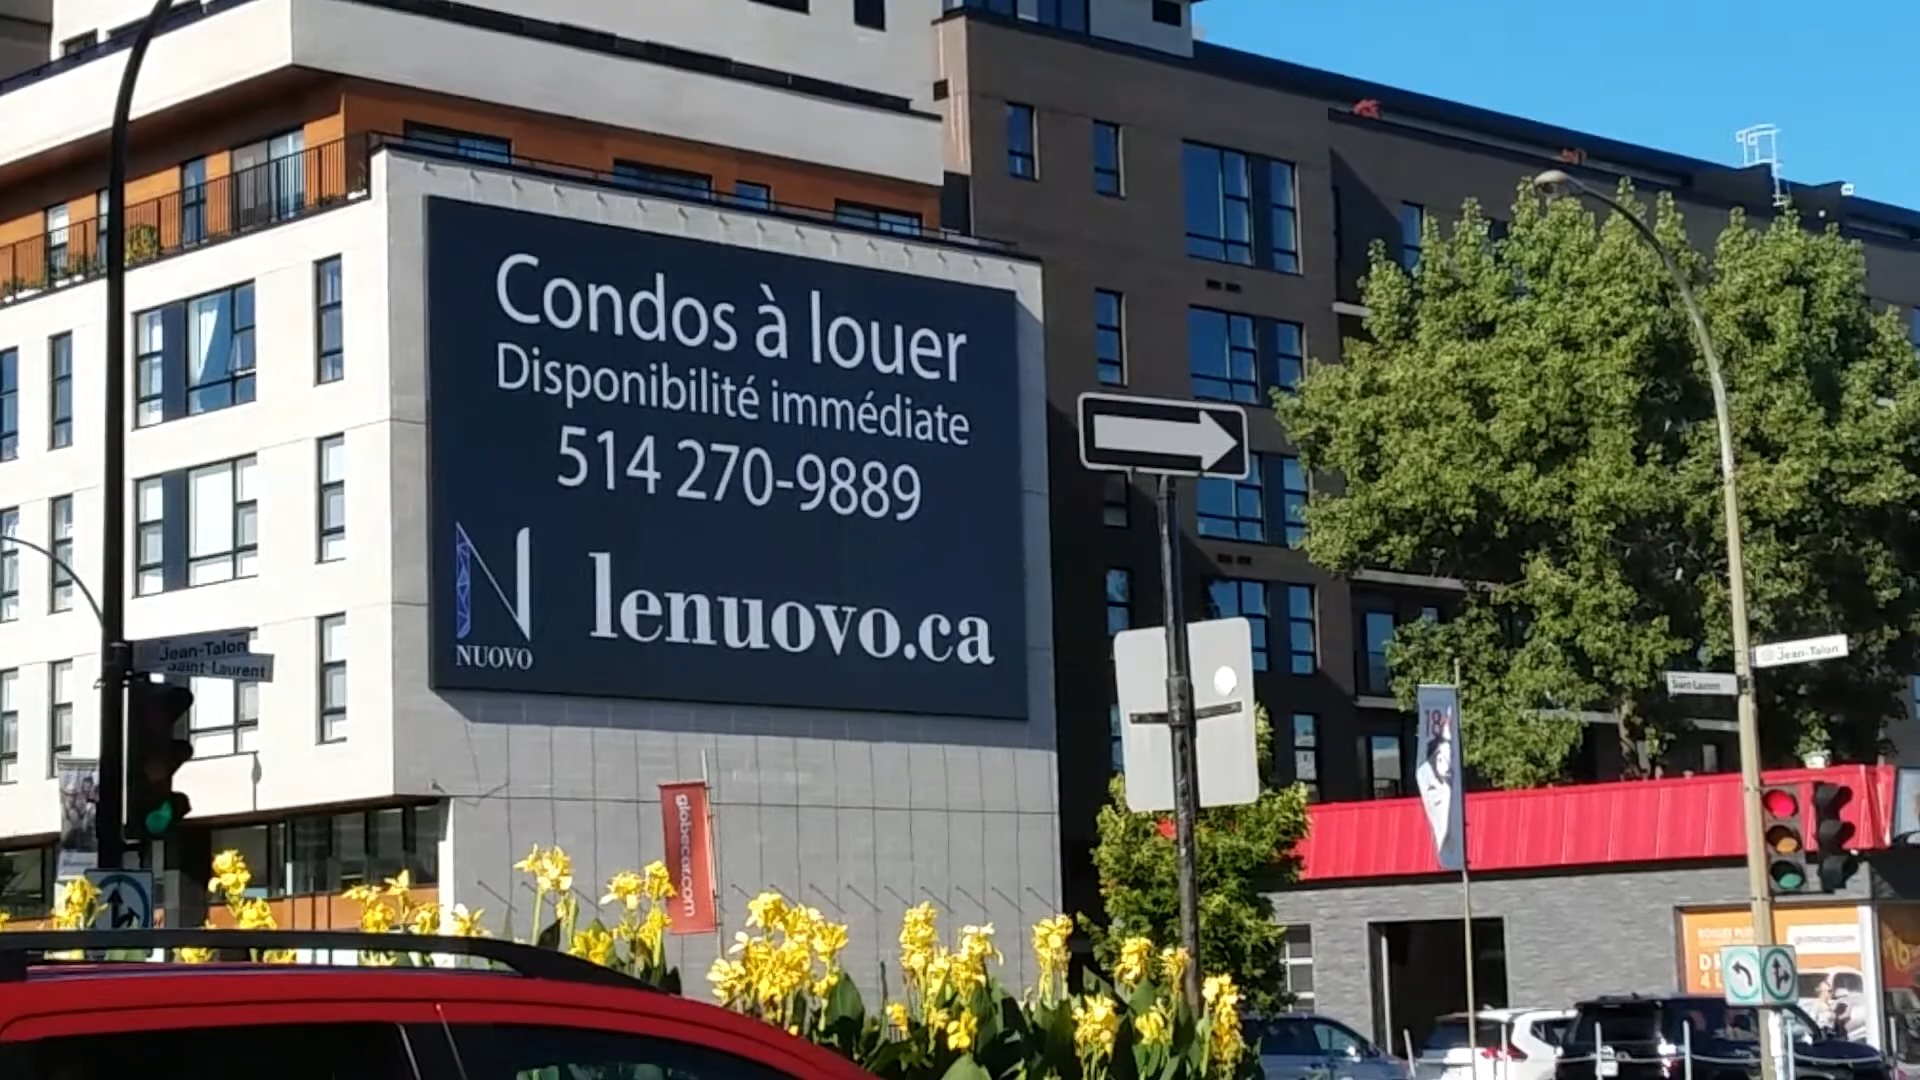 Condos à louer
Disponibilité immédiate
514 270-9889
lenuovo.ca
N
NUOVO
Jean-Talon
Saint-Laurent
globecar.com
Jean-Talon
Saint-Laurent